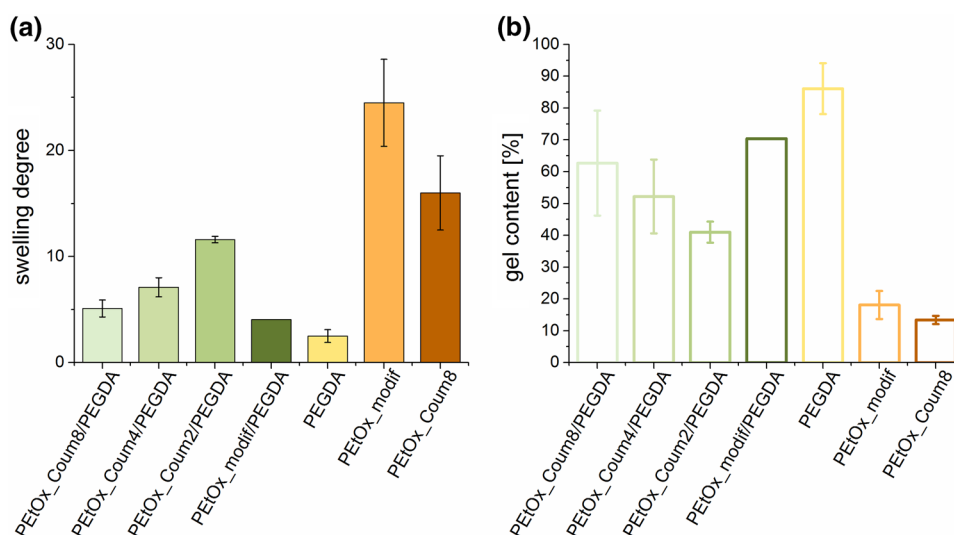 (a)
30
20
10
0
swelling degree
PEtOx_Coum8/PEGDA
PEtOx_Coum4/PEGDA
PEtOx_Coum2/PEGDA
PEtOx_modif/PEGDA
PEGDA
PEtOx_modif
PEtOx_Coum8
(b)
100
90
80
70
60
50
40
30
20
10
0
gel content [%]
PEtOx_Coum8/PEGDA
PEtOx_Coum4/PEGDA
PEtOx_Coum2/PEGDA
PEtOx_modif/PEGDA
PEGDA
PEtOx_modif
PEtOx_Coum8